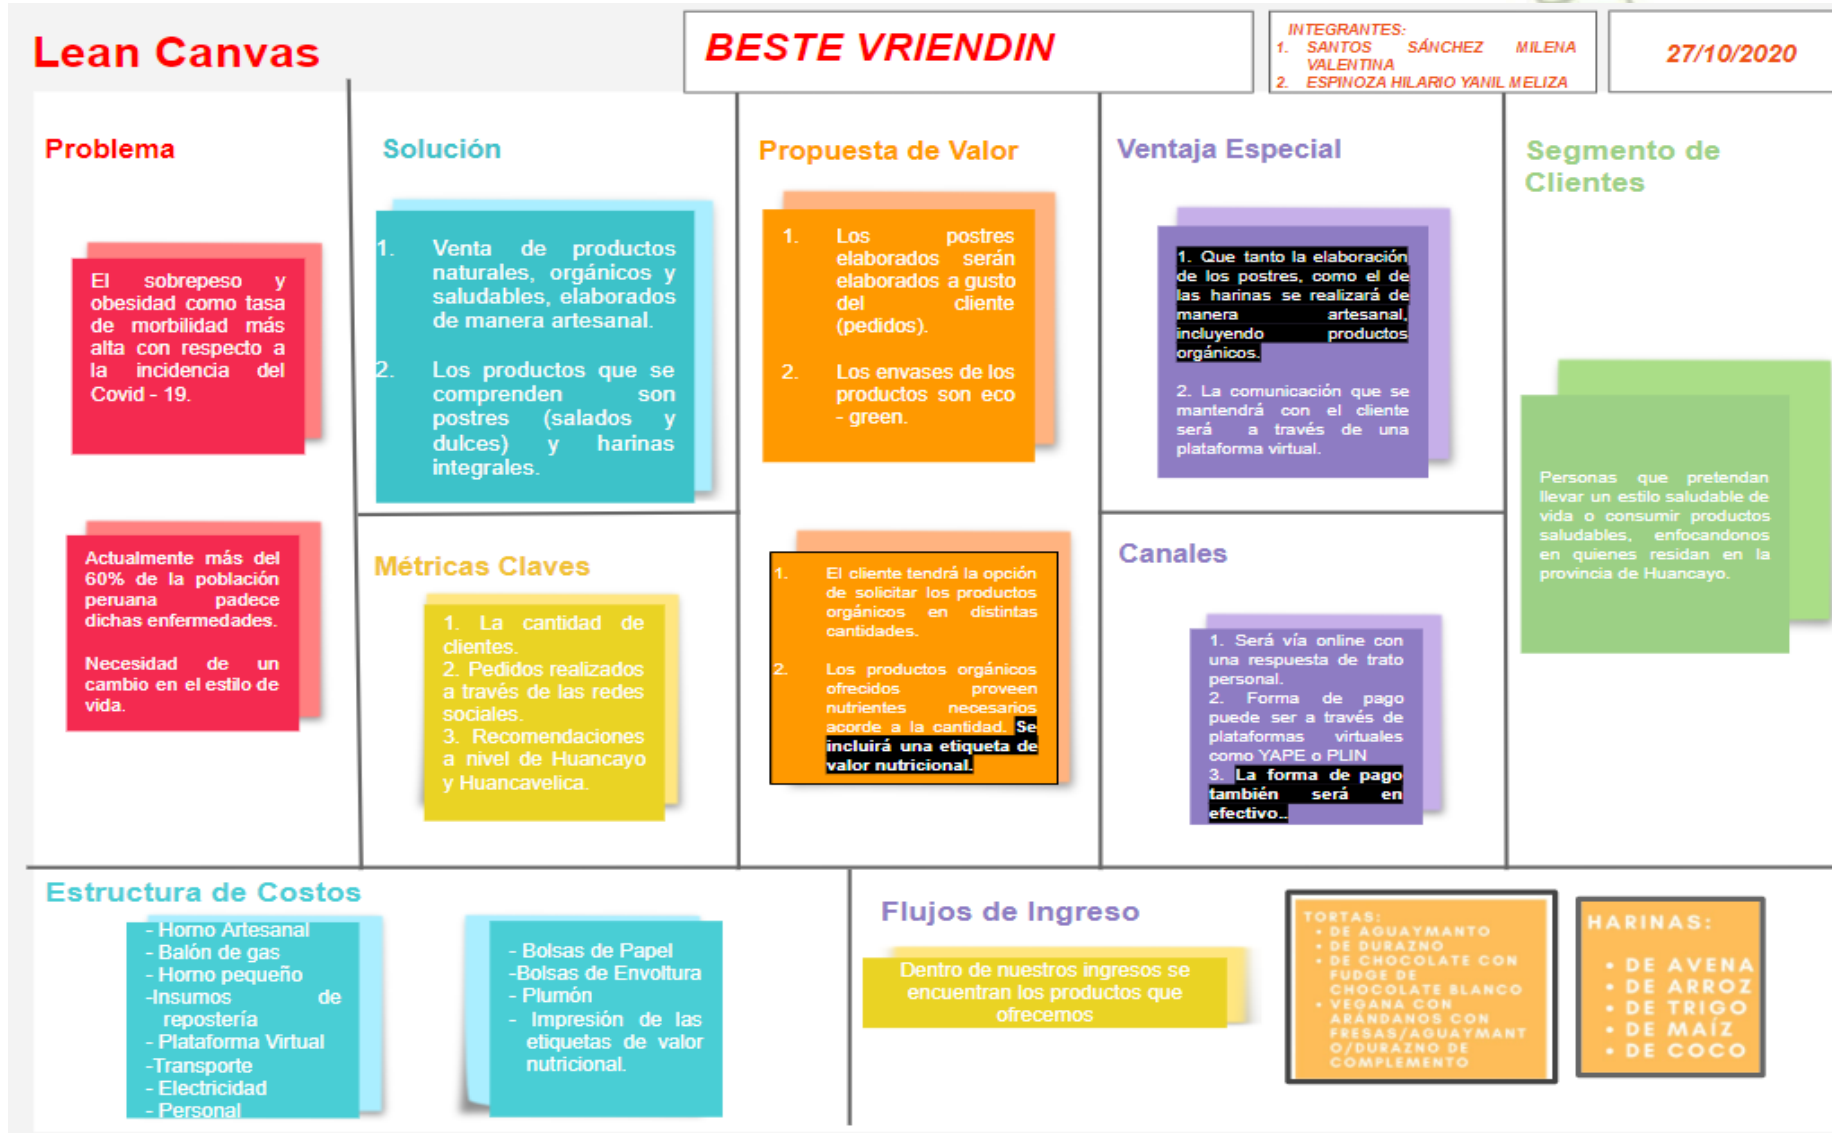 Lean Canvas
BESTE VRIENDIN
INTEGRANTES:
1. SANTOS SÁNCHEZ MILENA
VALENTINA
2. ESPINOZA HILARIO YANIL MELIZA
27/10/2020
Problema
El sobrepeso y
obesidad como tasa
de morbilidad más
alta con respecto a
la incidencia del
Covid - 19.
Actualmente más del
60% de la población
peruana padece
dichas enfermedades.
Necesidad de un
cambio en el estilo de
vida.
Solución
1. Venta de productos
naturales, orgánicos y
saludables, elaborados
de manera artesanal.
2. Los productos que se
comprenden son
postres (salados y
dulces) y harinas
integrales.
Métricas Claves
1. La cantidad de
clientes.
2. Pedidos realizados
a través de las redes
sociales.
3. Recomendaciones
a nivel de Huancayo
y Huancavelica.
Propuesta de Valor
1. Los postres
elaborados serán
elaborados a gusto
del cliente
(pedidos).
2. Los envases de los
productos son eco
- green.
1. El cliente tendrá la opción
de solicitar los productos
orgánicos en distintas
cantidades.
2. Los productos orgánicos
ofrecidos proveen
nutrientes necesarios
acorde a la cantidad. Se
incluirá una etiqueta de
valor nutricional.
Ventaja Especial
1. Que tanto la elaboración
de los postres, como el de
las harinas se realizará de
manera artesanal,
incluyendo productos
orgánicos.
2. La comunicación que se
mantendrá con el cliente
será a través de una
plataforma virtual.
Canales
1. Será vía online con
una respuesta de trato
personal.
2. Forma de pago
puede ser a través de
plataformas virtuales
como YAPE o PLIN
3. La forma de pago
también será en
efectivo..
Segmento de
Clientes
Personas que pretendan
llevar un estilo saludable de
vida o consumir productos
saludables, enfocandonos
en quienes residan en la
provincia de Huancayo.
Estructura de Costos
- Horno Artesanal
- Balón de gas
- Horno pequeño
-Insumos de
repostería
- Plataforma Virtual
-Transporte
- Electricidad
- Personal
- Bolsas de Papel
-Bolsas de Envoltura
- Plumón
- Impresión de las
etiquetas de valor
nutricional.
Flujos de Ingreso
Dentro de nuestros ingresos se
encuentran los productos que
ofrecemos
TORTAS:
• DE AGUAYMANTO
• DE DURAZNO
• DE CHOCOLATE CON
FUDGE DE
CHOCOLATE BLANCO
• VEGANA CON
ARÁNDANOS CON
FRESAS/AGUAYMANT
O/DURAZNO DE
COMPLEMENTO
HARINAS:
• DE AVENA
• DE ARROZ
• DE TRIGO
• DE MAÍZ
• DE COCO